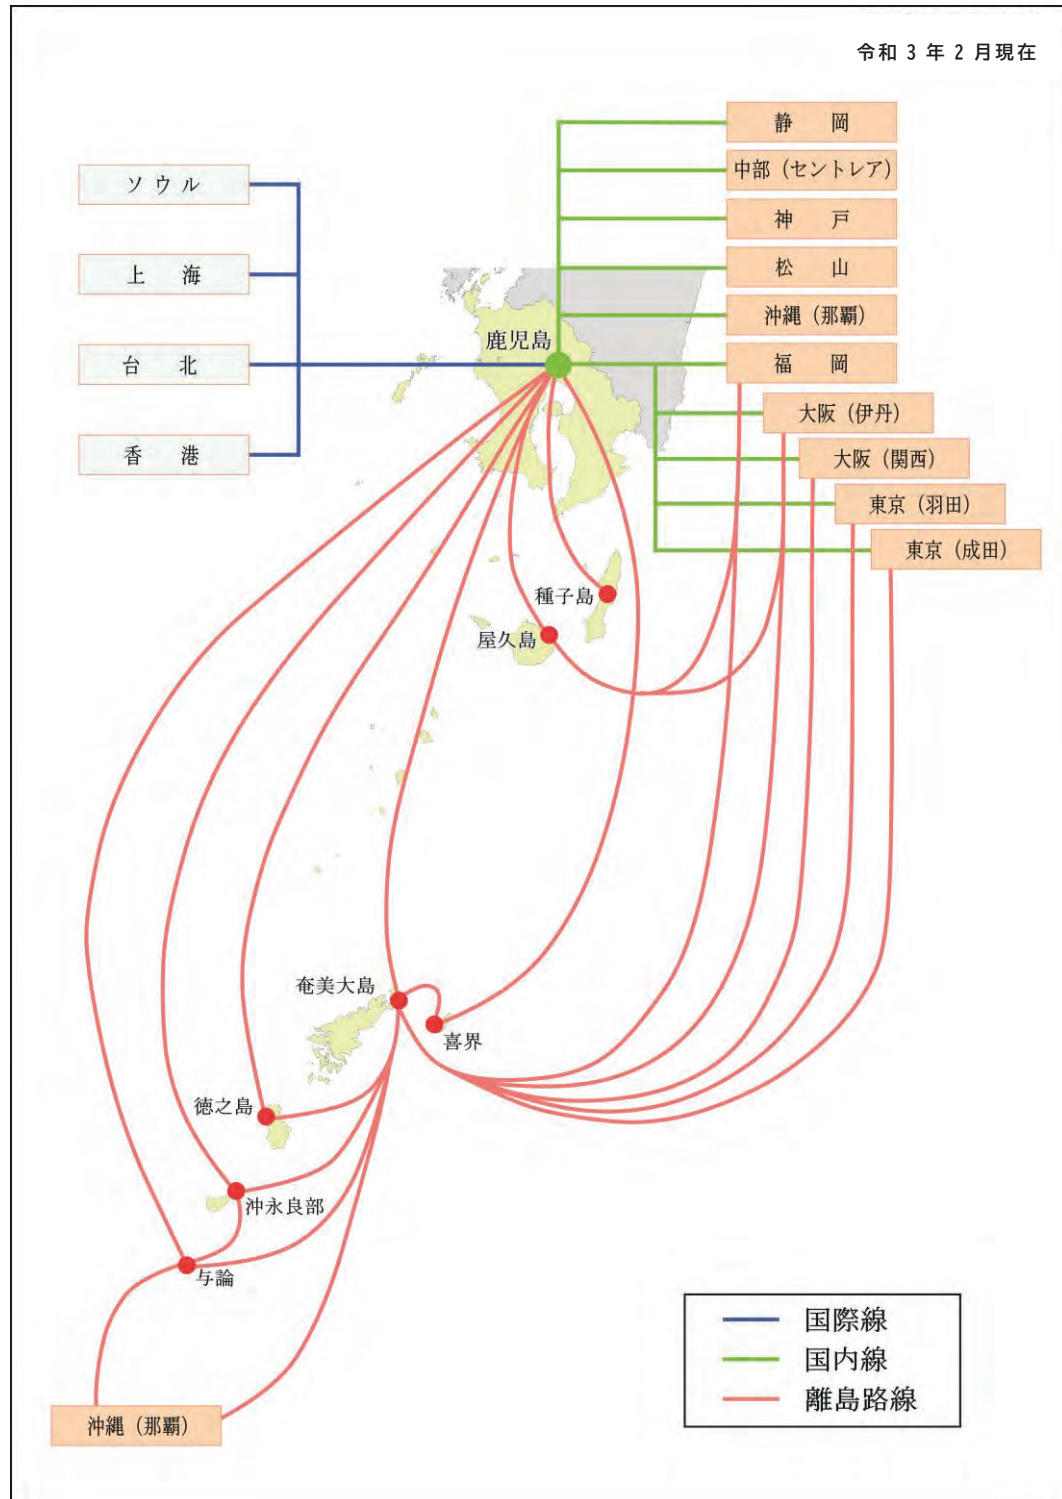 令和 3 年 2 月現在
静　岡
中部（セントレア）
神　戸
松　山
沖縄（那覇）
福　岡
大阪（伊丹）
大阪（関西）
東京（羽田）
東京（成田）
ソウル
上　海
台　北
香　港
鹿児島
種子島
屋久島
奄美大島
喜界
徳之島
沖永良部
与論
沖縄（那覇）
国際線
国内線
離島路線